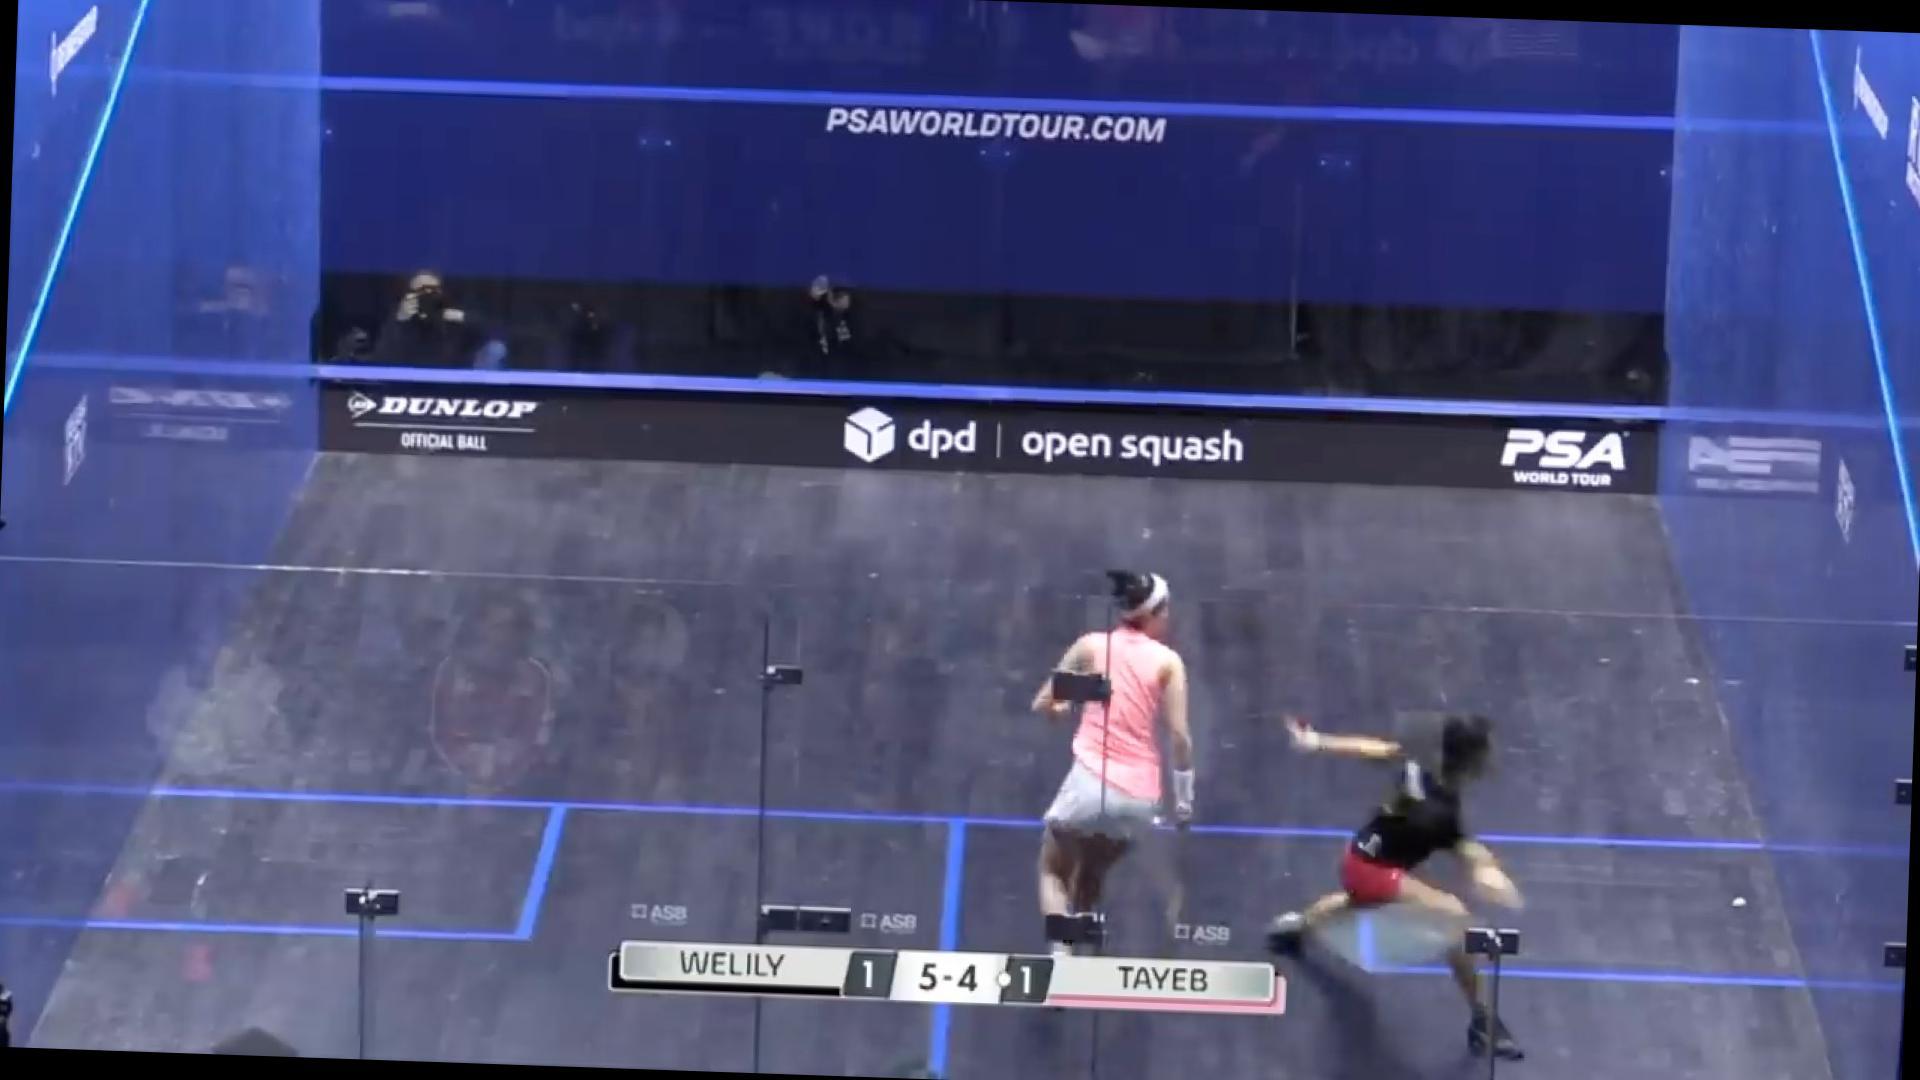 PSAWORLDTOUR.COM
DUNLOP
OFFICIAL BALL
dpd | open squash
PSA
WORLD TOUR
ASB
ASB
ASB
WELILY 1 5-4 1 TAYEB